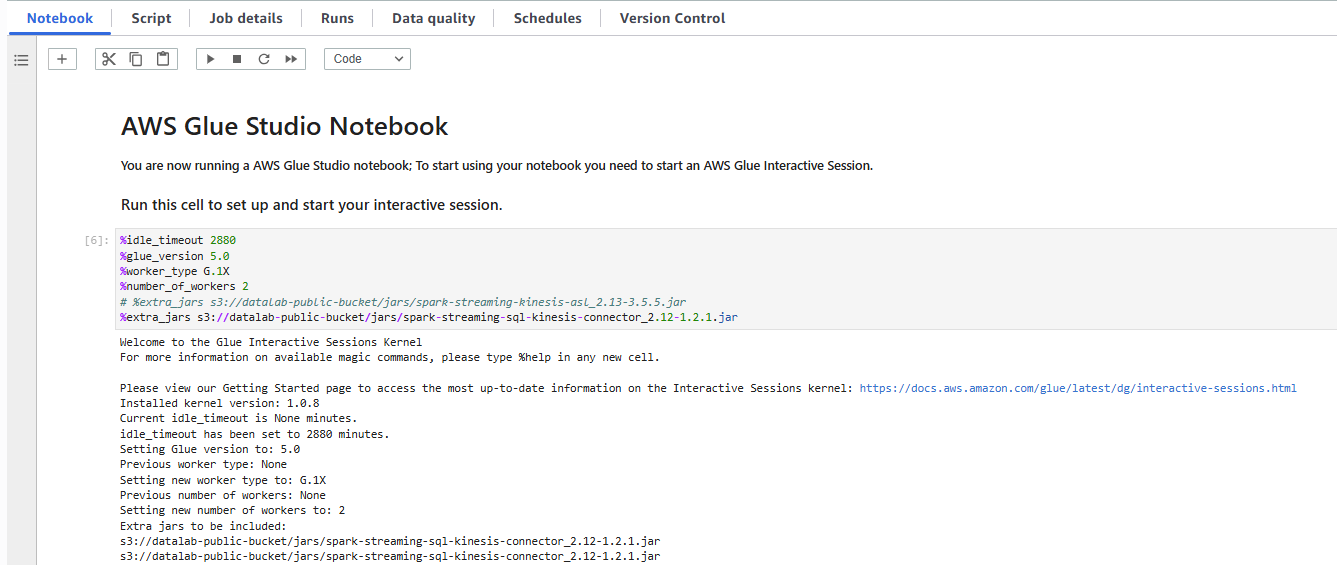 Notebook Script Job details Runs Data quality Schedules Version Control
Code
AWS Glue Studio Notebook
You are now running a AWS Glue Studio notebook; To start using your notebook you need to start an AWS Glue Interactive Session.
Run this cell to set up and start your interactive session.
[6]: %idle_timeout 2880
%glue_version 5.0
%worker_type G.1X
%number_of_workers 2
# %extra_jars s3://datalab-public-bucket/jars/spark-streaming-kinesis-asl_2.13-3.5.5.jar
%extra_jars s3://datalab-public-bucket/jars/spark-streaming-sql-kinesis-connector_2.12-1.2.1.jar
Welcome to the Glue Interactive Sessions Kernel
For more information on available magic commands, please type %help in any new cell.
Please view our Getting Started page to access the most up-to-date information on the Interactive Sessions kernel: https://docs.aws.amazon.com/glue/latest/dg/interactive-sessions.html
Installed kernel version: 1.0.8
Current idle_timeout is None minutes.
idle_timeout has been set to 2880 minutes.
Setting Glue version to: 5.0
Previous worker type: None
Setting new worker type to: G.1X
Previous number of workers: None
Setting new number of workers to: 2
Extra jars to be included:
s3://datalab-public-bucket/jars/spark-streaming-sql-kinesis-connector_2.12-1.2.1.jar
s3://datalab-public-bucket/jars/spark-streaming-sql-kinesis-connector_2.12-1.2.1.jar